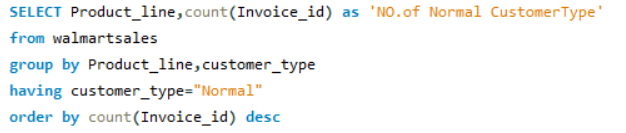 SELECT Product_line,count(Invoice_id) as 'NO.of Normal CustomerType'
from walmartsales
group by Product_line,customer_type
having customer_type="Normal"
order by count(Invoice_id) desc